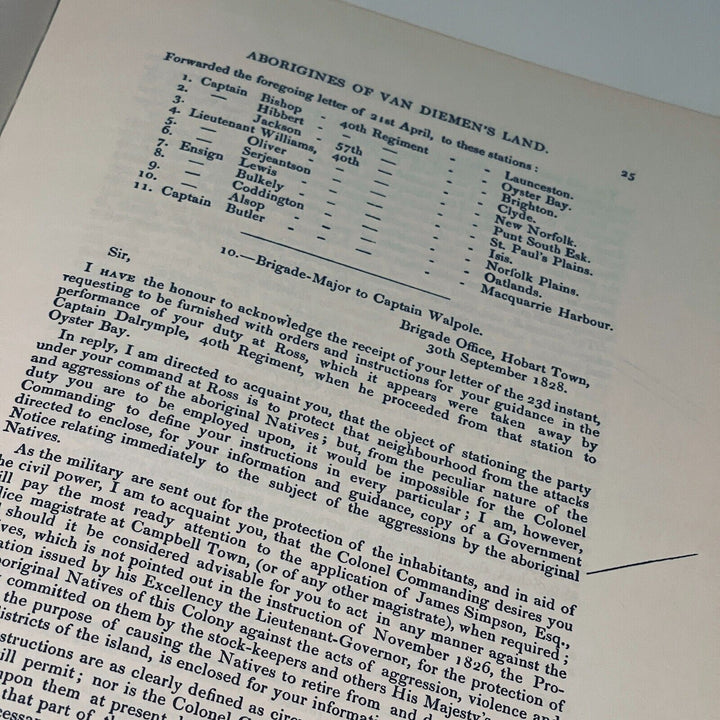 ABORIGINES OF VAN DIEMEN'S LAND. 25
Forwarded the foregoing letter of 21st April, to these stations :
1. Captain Bishop - 40th Regiment - - Launceston.
2. — Hibbert - — - - Oyster Bay.
3. — Jackson - — - - Brighton.
4. Lieutenant Williams, 57th — - - Clyde.
5. — Oliver - 40th — - - New Norfolk.
6. — Serjeantson — - - Punt South Esk.
7. Ensign Lewis - — - - St. Paul's Plains.
8. — Bulkely - — - - Isis.
9. — Coddington — - - Norfolk Plains.
10. — Alsop - — - - Oatlands.
11. Captain Butler - — - - Macquarie Harbour.
10.—Brigade-Major to Captain Walpole.
Brigade Office, Hobart Town,
30th September 1828.
Sir,
I HAVE the honour to acknowledge the receipt of your letter of the 23d instant,
requesting to be furnished with orders and instructions for your guidance in the
performance of your duty at Ross, which it appears were taken away by
Captain Dalrymple, 40th Regiment, when he proceeded from that station to
Oyster Bay.
In reply, I am directed to acquaint you, that the object of stationing the party
under your command at Ross is to protect that neighbourhood from the attacks
and aggressions of the aboriginal Natives ; but, from the peculiar nature of the
duty you are to be employed upon, it would be impossible for the Colonel
Commanding to define your instructions in every particular ; I am, however,
directed to enclose, for your information and guidance, copy of a Government
Notice relating immediately to the subject of the aggressions by the aboriginal
Natives.
As the military are sent out for the protection of the inhabitants, and in aid of
he civil power, I am to acquaint you, that the Colonel Commanding desires you
ill pay the most ready attention to the application of James Simpson, Esq.,
lice magistrate at Campbell Town, (or of any other magistrate), when required ;
should it be considered advisable for you to act in any manner against the
ves, which is not pointed out in the instruction of November 1826, the Pro-
ation issued by his Excellency the Lieutenant-Governor, for the protection of
original Natives of this Colony against the acts of aggression, violence and
committed on them by the stock-keepers and others His Majesty's
the purpose of causing the Natives to retire from and
istricts of the island, is enclosed for your
structions are as clearly defined as
ill permit ; nor is the Colonel
upon them at present
that part of